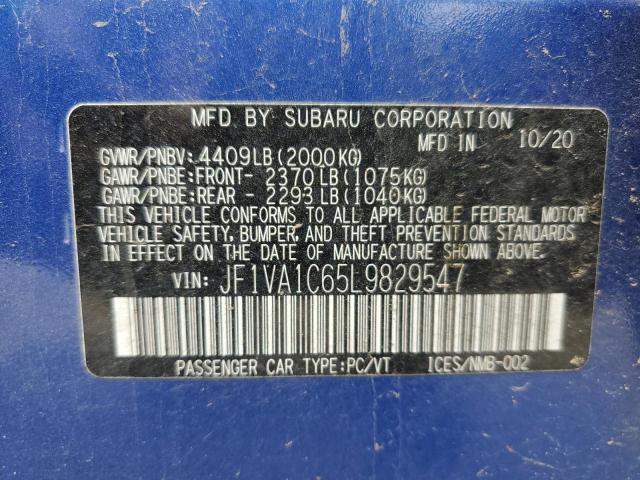 MFD BY SUBARU CORPORATION
MFD IN 10/20
GVWR/PNBV: 4409LB (2000KG)
GAWR/PNBE:FRONT- 2370 LB (1075KG)
GAWR/PNBE:REAR - 2293 LB (1040KG)
THIS VEHICLE CONFORMS TO ALL APPLICABLE FEDERAL MOTOR
VEHICLE SAFETY, BUMPER, AND THEFT PREVENTION STANDARDS
IN EFFECT ON THE DATE OF MANUFACTURE SHOWN ABOVE.
VIN: JF1VA1C65L9829547
PASSENGER CAR TYPE:PC/VT ICES/NMB-002